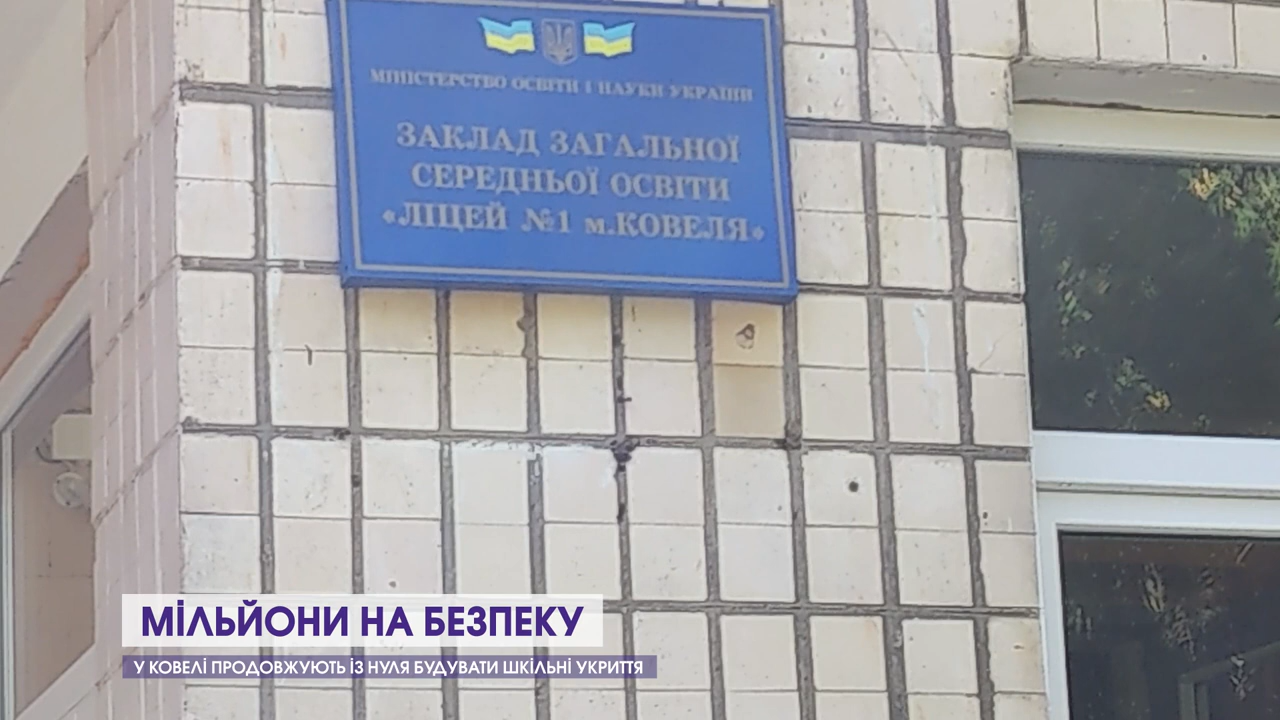 МІНІСТЕРСТВО ОСВІТИ І НАУКИ УКРАЇНИ
ЗАКЛАД ЗАГАЛЬНОЇ
СЕРЕДНЬОЇ ОСВІТИ
«ЛІЦЕЙ №1 м.КОВЕЛЯ»
МІЛЬЙОНИ НА БЕЗПЕКУ
У КОВЕЛІ ПРОДОВЖУЮТЬ ІЗ НУЛЯ БУДУВАТИ ШКІЛЬНІ УКРИТТЯ